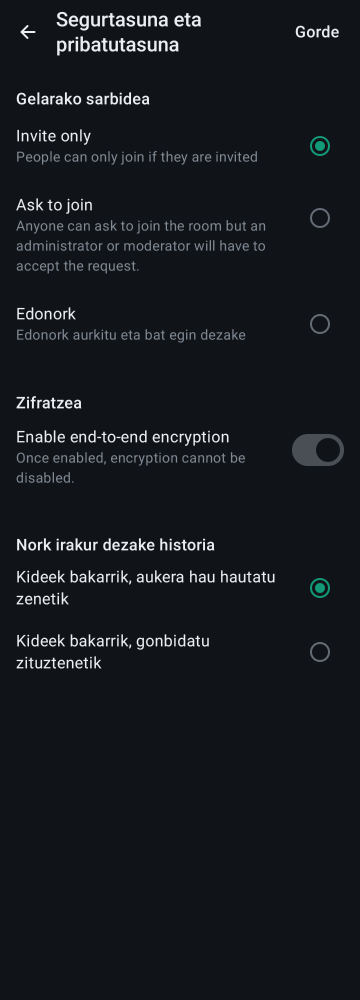 Segurtasuna eta
pribatutasuna
Gorde
Gelarako sarbidea
Invite only
People can only join if they are invited
Ask to join
Anyone can ask to join the room but an
administrator or moderator will have to
accept the request.
Edonork
Edonork aurkitu eta bat egin dezake
Zifratzea
Enable end-to-end encryption
Once enabled, encryption cannot be
disabled.
Nork irakur dezake historia
Kideek bakarrik, aukera hau hautatu
zenetik
Kideek bakarrik, gonbidatu
zituztenetik